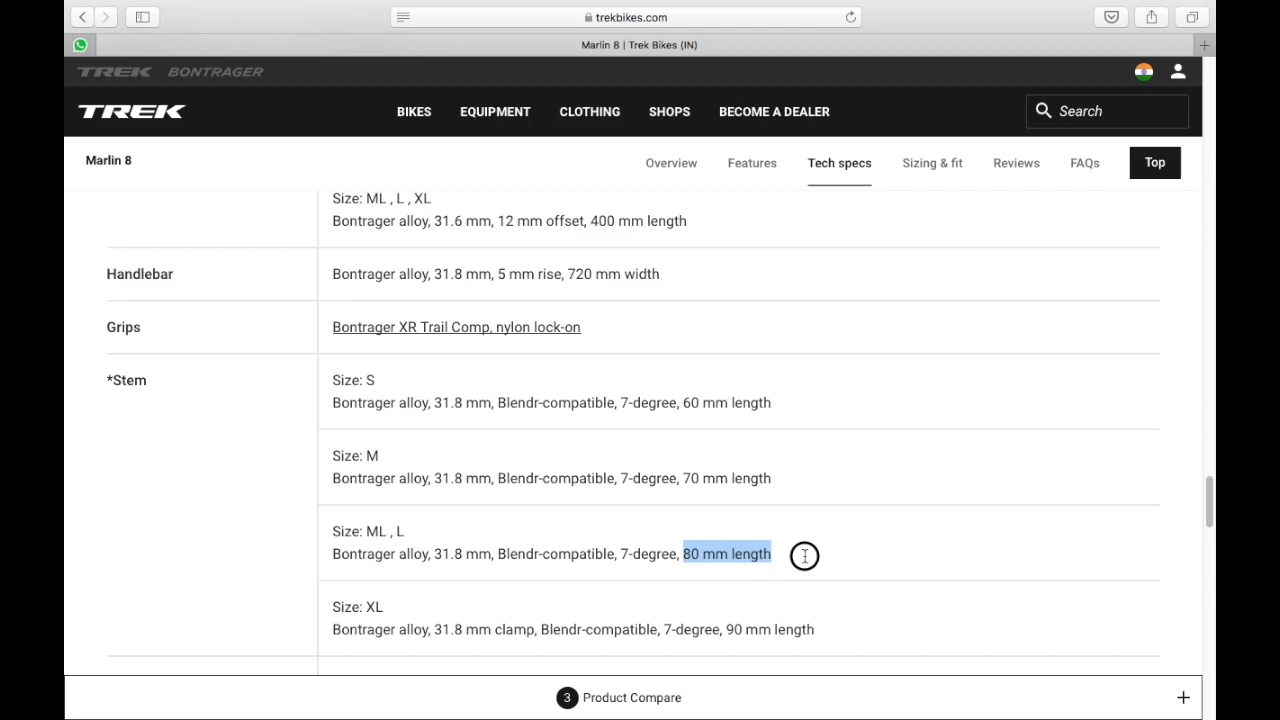 trekbikes.com
Marlin 8 | Trek Bikes (IN)
TREK BONTRAGER
TREK BIKES EQUIPMENT CLOTHING SHOPS BECOME A DEALER Search
Marlin 8 Overview Features Tech specs Sizing & fit Reviews FAQs Top
Size: ML , L , XL
Bontrager alloy, 31.6 mm, 12 mm offset, 400 mm length
Handlebar Bontrager alloy, 31.8 mm, 5 mm rise, 720 mm width
Grips Bontrager XR Trail Comp, nylon lock-on
*Stem Size: S
Bontrager alloy, 31.8 mm, Blendr-compatible, 7-degree, 60 mm length
Size: M
Bontrager alloy, 31.8 mm, Blendr-compatible, 7-degree, 70 mm length
Size: ML , L
Bontrager alloy, 31.8 mm, Blendr-compatible, 7-degree, 80 mm length
Size: XL
Bontrager alloy, 31.8 mm clamp, Blendr-compatible, 7-degree, 90 mm length
3 Product Compare +